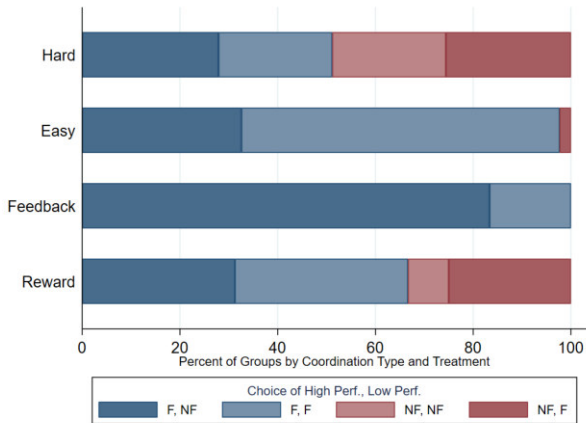 Hard
Easy
Feedback
Reward
0 20 40 60 80 100
Percent of Groups by Coordination Type and Treatment
Choice of High Perf., Low Perf.
F, NF F, F NF, NF NF, F